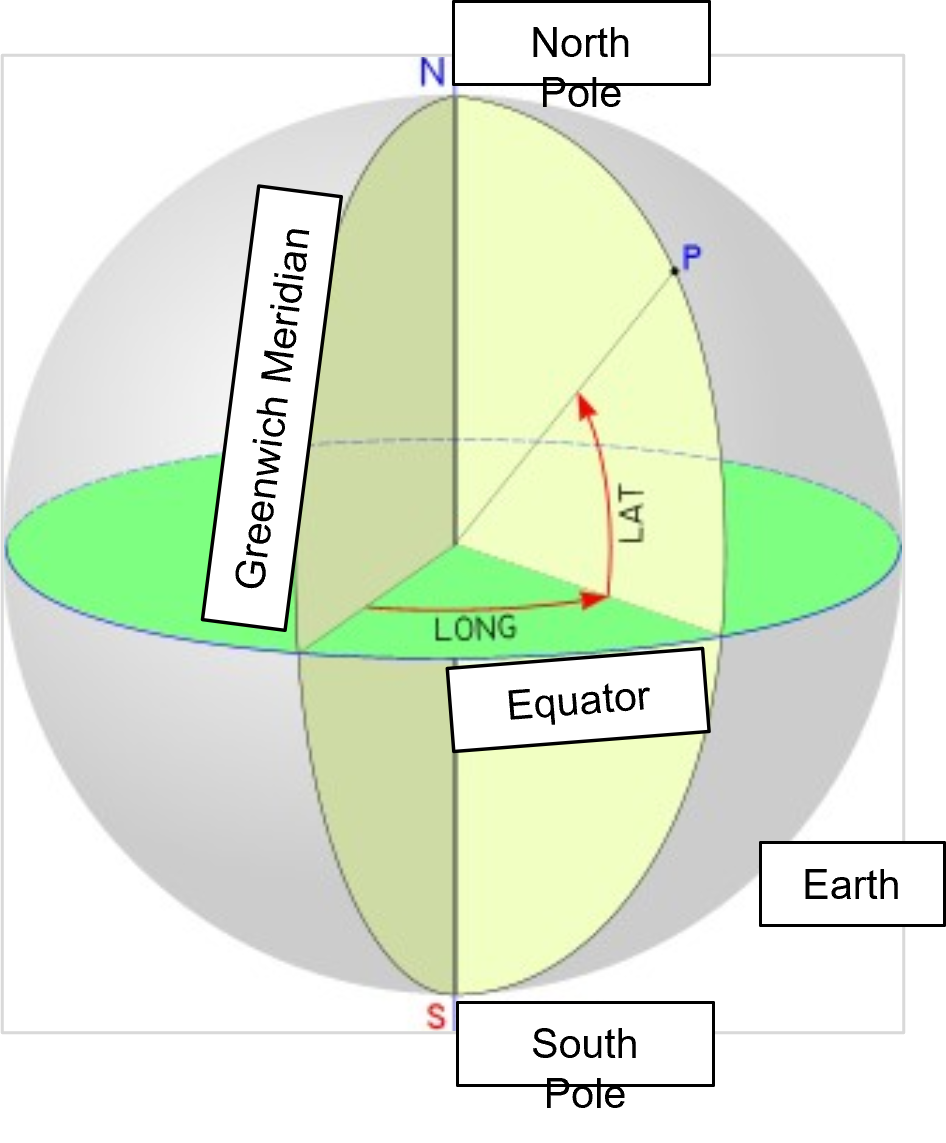 North
Pole
N
Greenwich Meridian
P
LAT
LONG
Equator
Earth
S
South
Pole